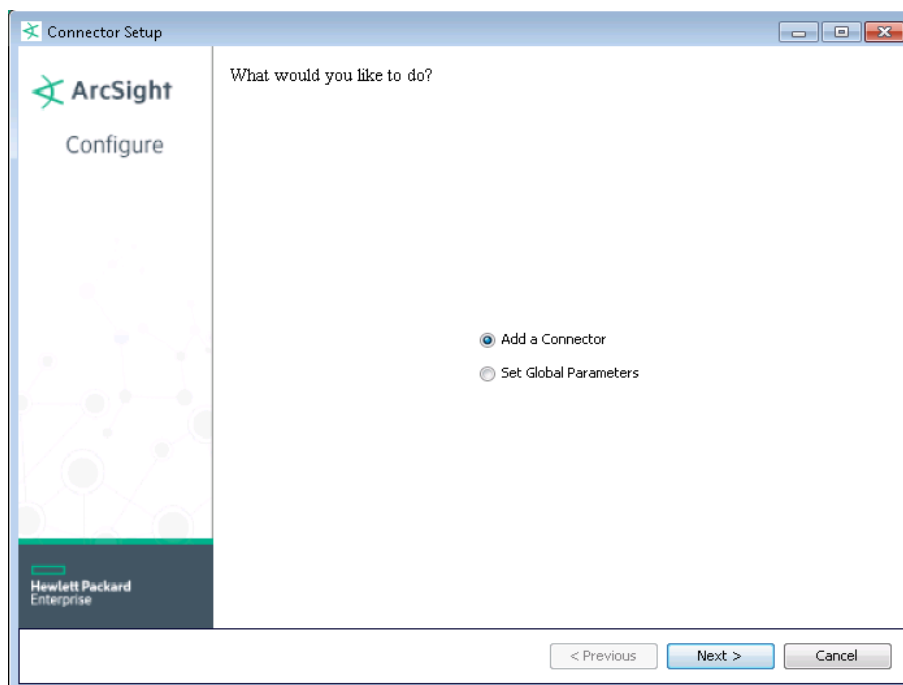 Connector Setup
ArcSight
Configure
What would you like to do?
Add a Connector
Set Global Parameters
Hewlett Packard
Enterprise
< Previous
Next >
Cancel